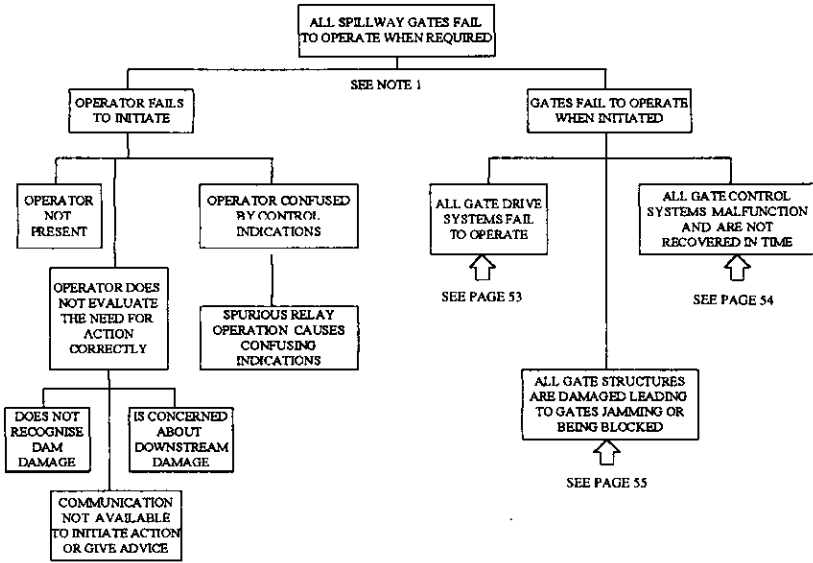 ALL SPILLWAY GATES FAIL
TO OPERATE WHEN REQUIRED
SEE NOTE 1
OPERATOR FAILS
TO INITIATE
GATES FAIL TO OPERATE
WHEN INITIATED
OPERATOR
NOT
PRESENT
OPERATOR CONFUSED
BY CONTROL
INDICATIONS
ALL GATE DRIVE
SYSTEMS FAIL
TO OPERATE
ALL GATE CONTROL
SYSTEMS MALFUNCTION
AND ARE NOT
RECOVERED IN TIME
SEE PAGE 53
SEE PAGE 54
OPERATOR DOES
NOT EVALUATE
THE NEED FOR
ACTION
CORRECTLY
SPURIOUS RELAY
OPERATION CAUSES
CONFUSING
INDICATIONS
ALL GATE STRUCTURES
ARE DAMAGED LEADING
TO GATES JAMMING OR
BEING BLOCKED
SEE PAGE 55
DOES NOT
RECOGNISE
DAM
DAMAGE
IS CONCERNED
ABOUT
DOWNSTREAM
DAMAGE
COMMUNICATION
NOT AVAILABLE
TO INITIATE ACTION
OR GIVE ADVICE